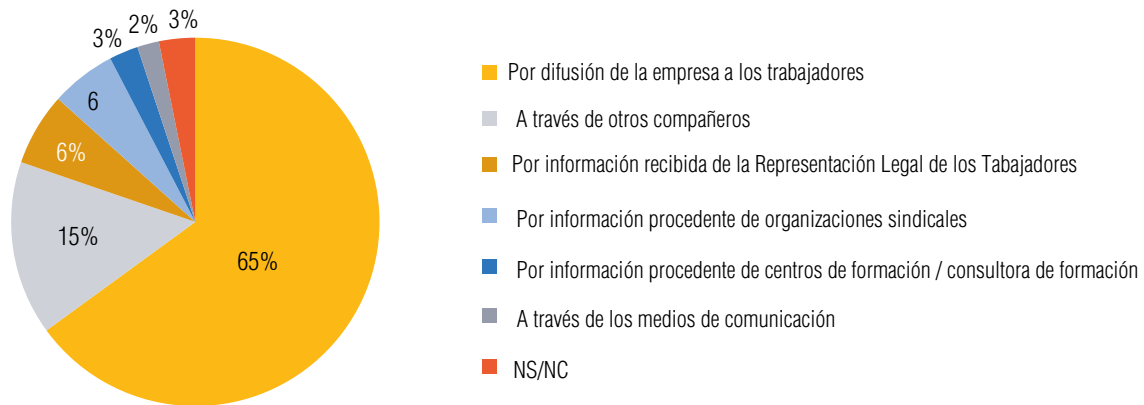 3%
2%
3%
6
6%
15%
65%
Por difusión de la empresa a los trabajadores
A través de otros compañeros
Por información recibida de la Representación Legal de los Tabajadores
Por información procedente de organizaciones sindicales
Por información procedente de centros de formación / consultora de formación
A través de los medios de comunicación
NS/NC